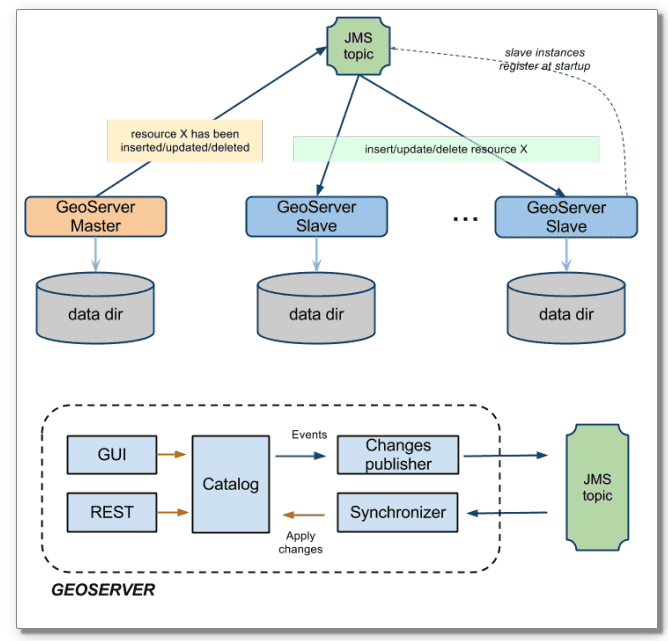 JMS
topic
slave instances
register at startup
resource X has been
inserted/updated/deleted
insert/update/delete resource X
GeoServer
Master
GeoServer
Slave
...
GeoServer
Slave
data dir
data dir
data dir
GUI
REST
Catalog
Events
Changes
publisher
Synchronizer
Apply
changes
JMS
topic
GEOSERVER